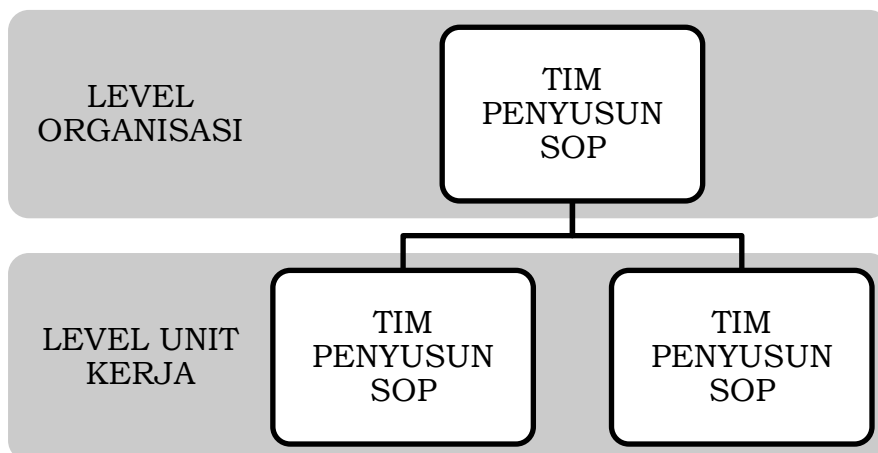 LEVEL
ORGANISASI
TIM
PENYUSUN
SOP
LEVEL UNIT
KERJA
TIM
PENYUSUN
SOP
TIM
PENYUSUN
SOP